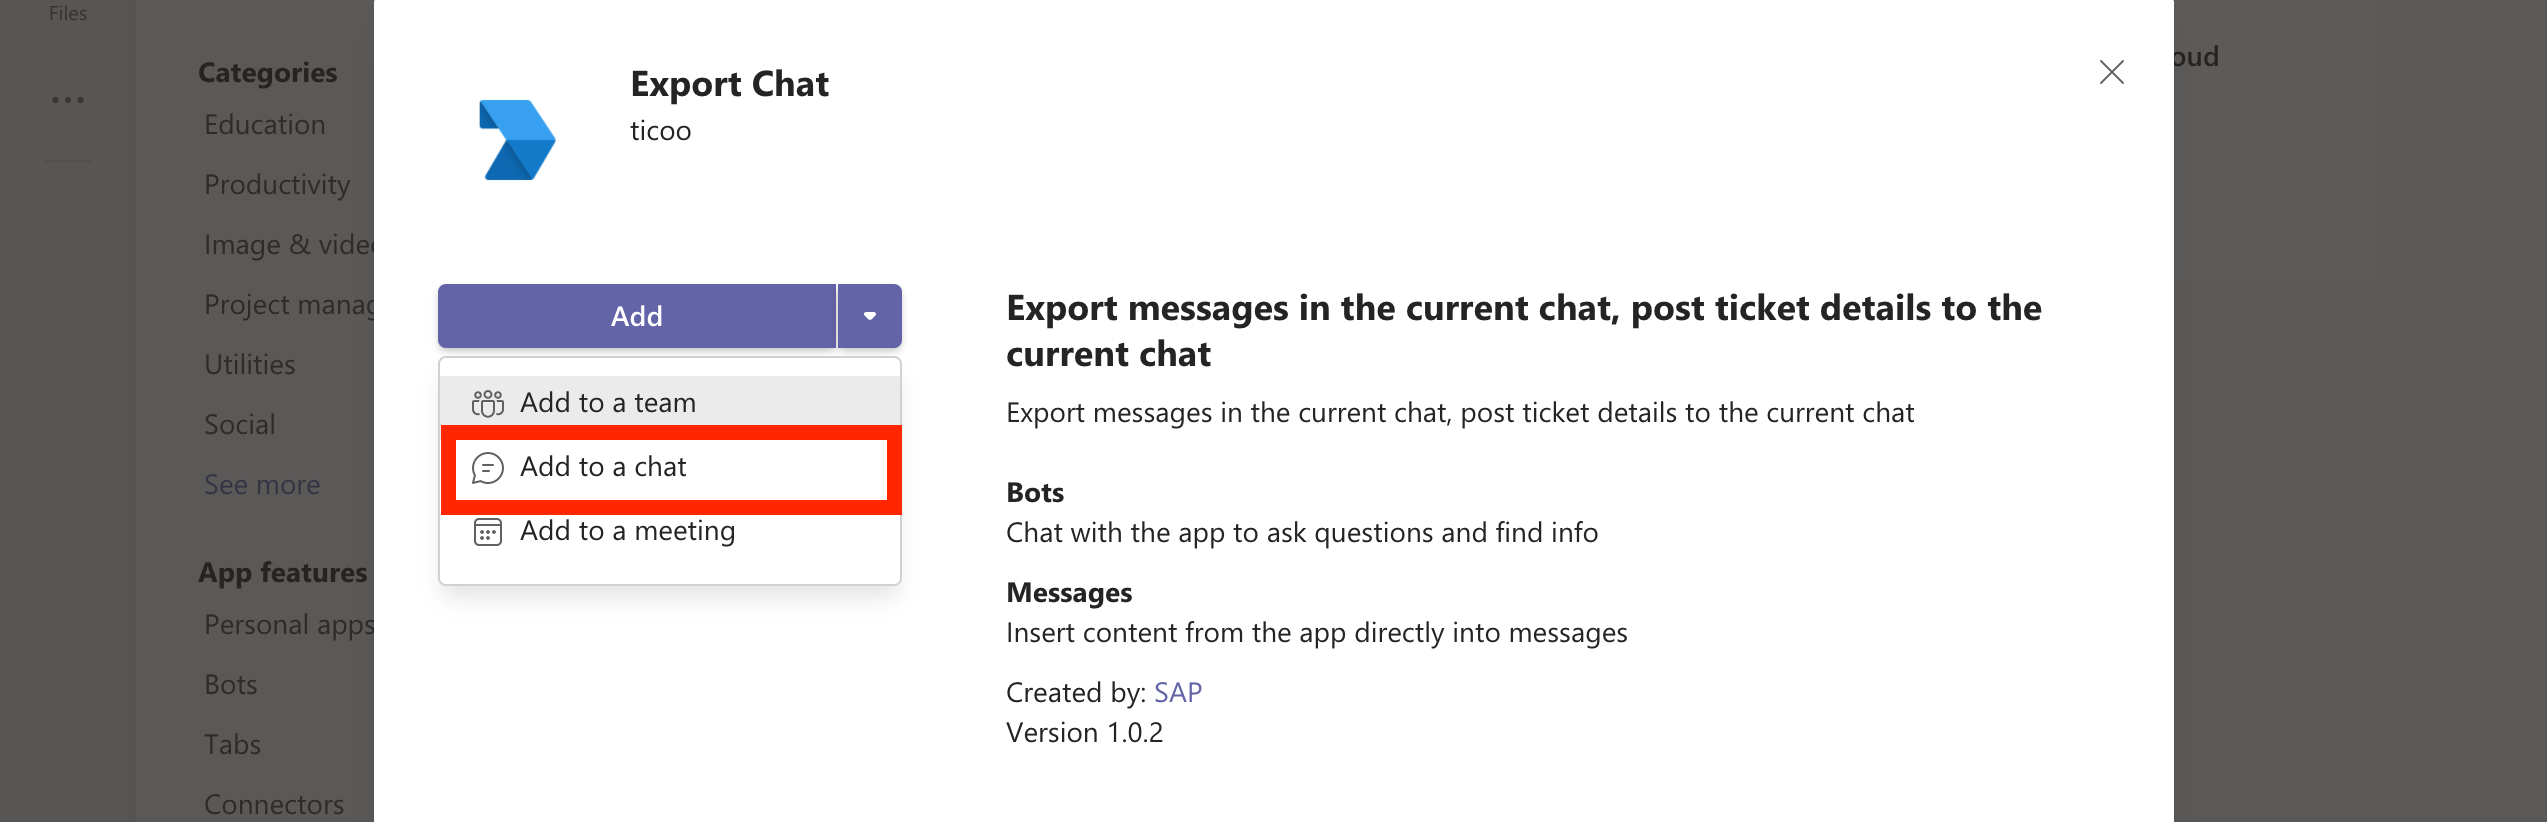 Files
Categories
Education
Productivity
Image & video
Project manag
Utilities
Social
See more
App features
Personal apps
Bots
Tabs
Connectors
Export Chat
ticoo
Add
Add to a team
Add to a chat
Add to a meeting
Export messages in the current chat, post ticket details to the
current chat
Export messages in the current chat, post ticket details to the current chat
Bots
Chat with the app to ask questions and find info
Messages
Insert content from the app directly into messages
Created by: SAP
Version 1.0.2
oud